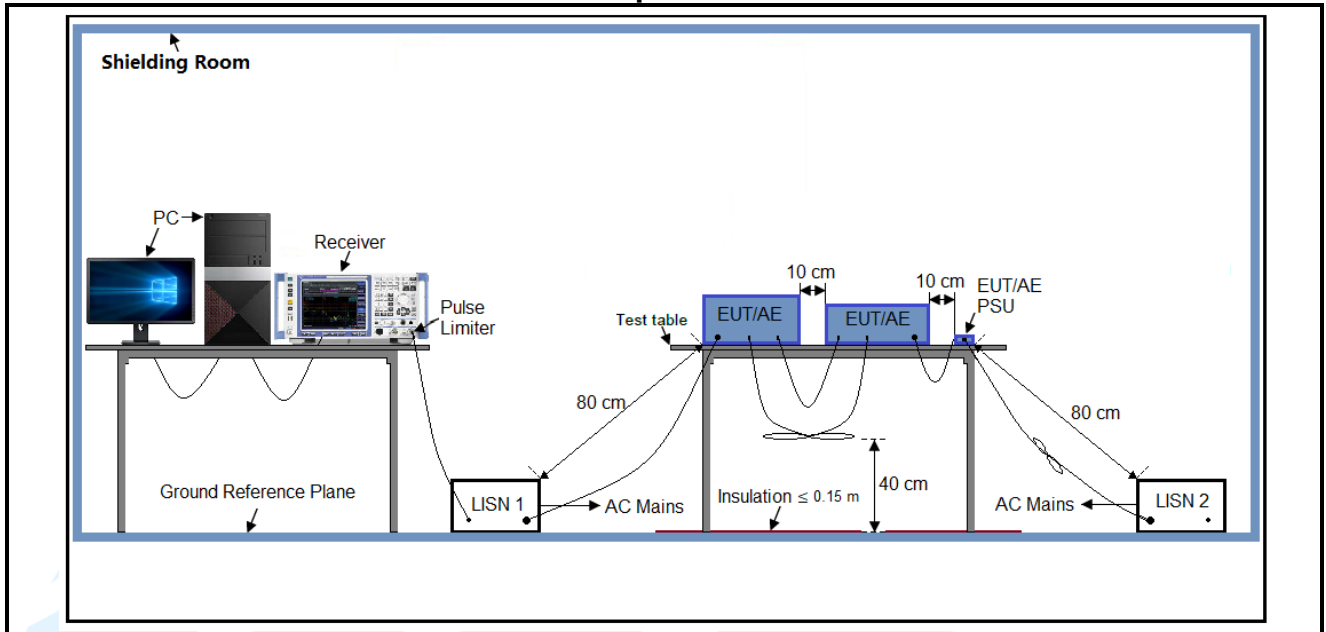 Shielding Room
PC
Receiver
Pulse
Limiter
10 cm
10 cm
EUT/AE
PSU
Test table
EUT/AE
EUT/AE
80 cm
80 cm
40 cm
Ground Reference Plane
LISN 1
AC Mains
Insulation ≤ 0.15 m
AC Mains
LISN 2